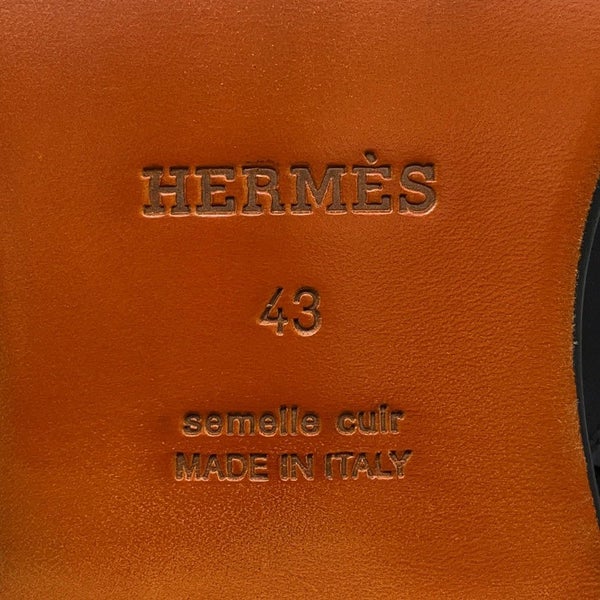 HERMÈS
43
semelle cuir
MADE IN ITALY